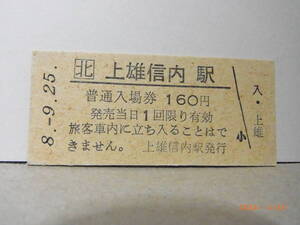 8.-9.25.
北 上雄信内 駅
普通入場券 160円
発売当日1回限り有効
旅客車内に立ち入ることはで
きません。 上雄信内駅発行
入・上雄
小